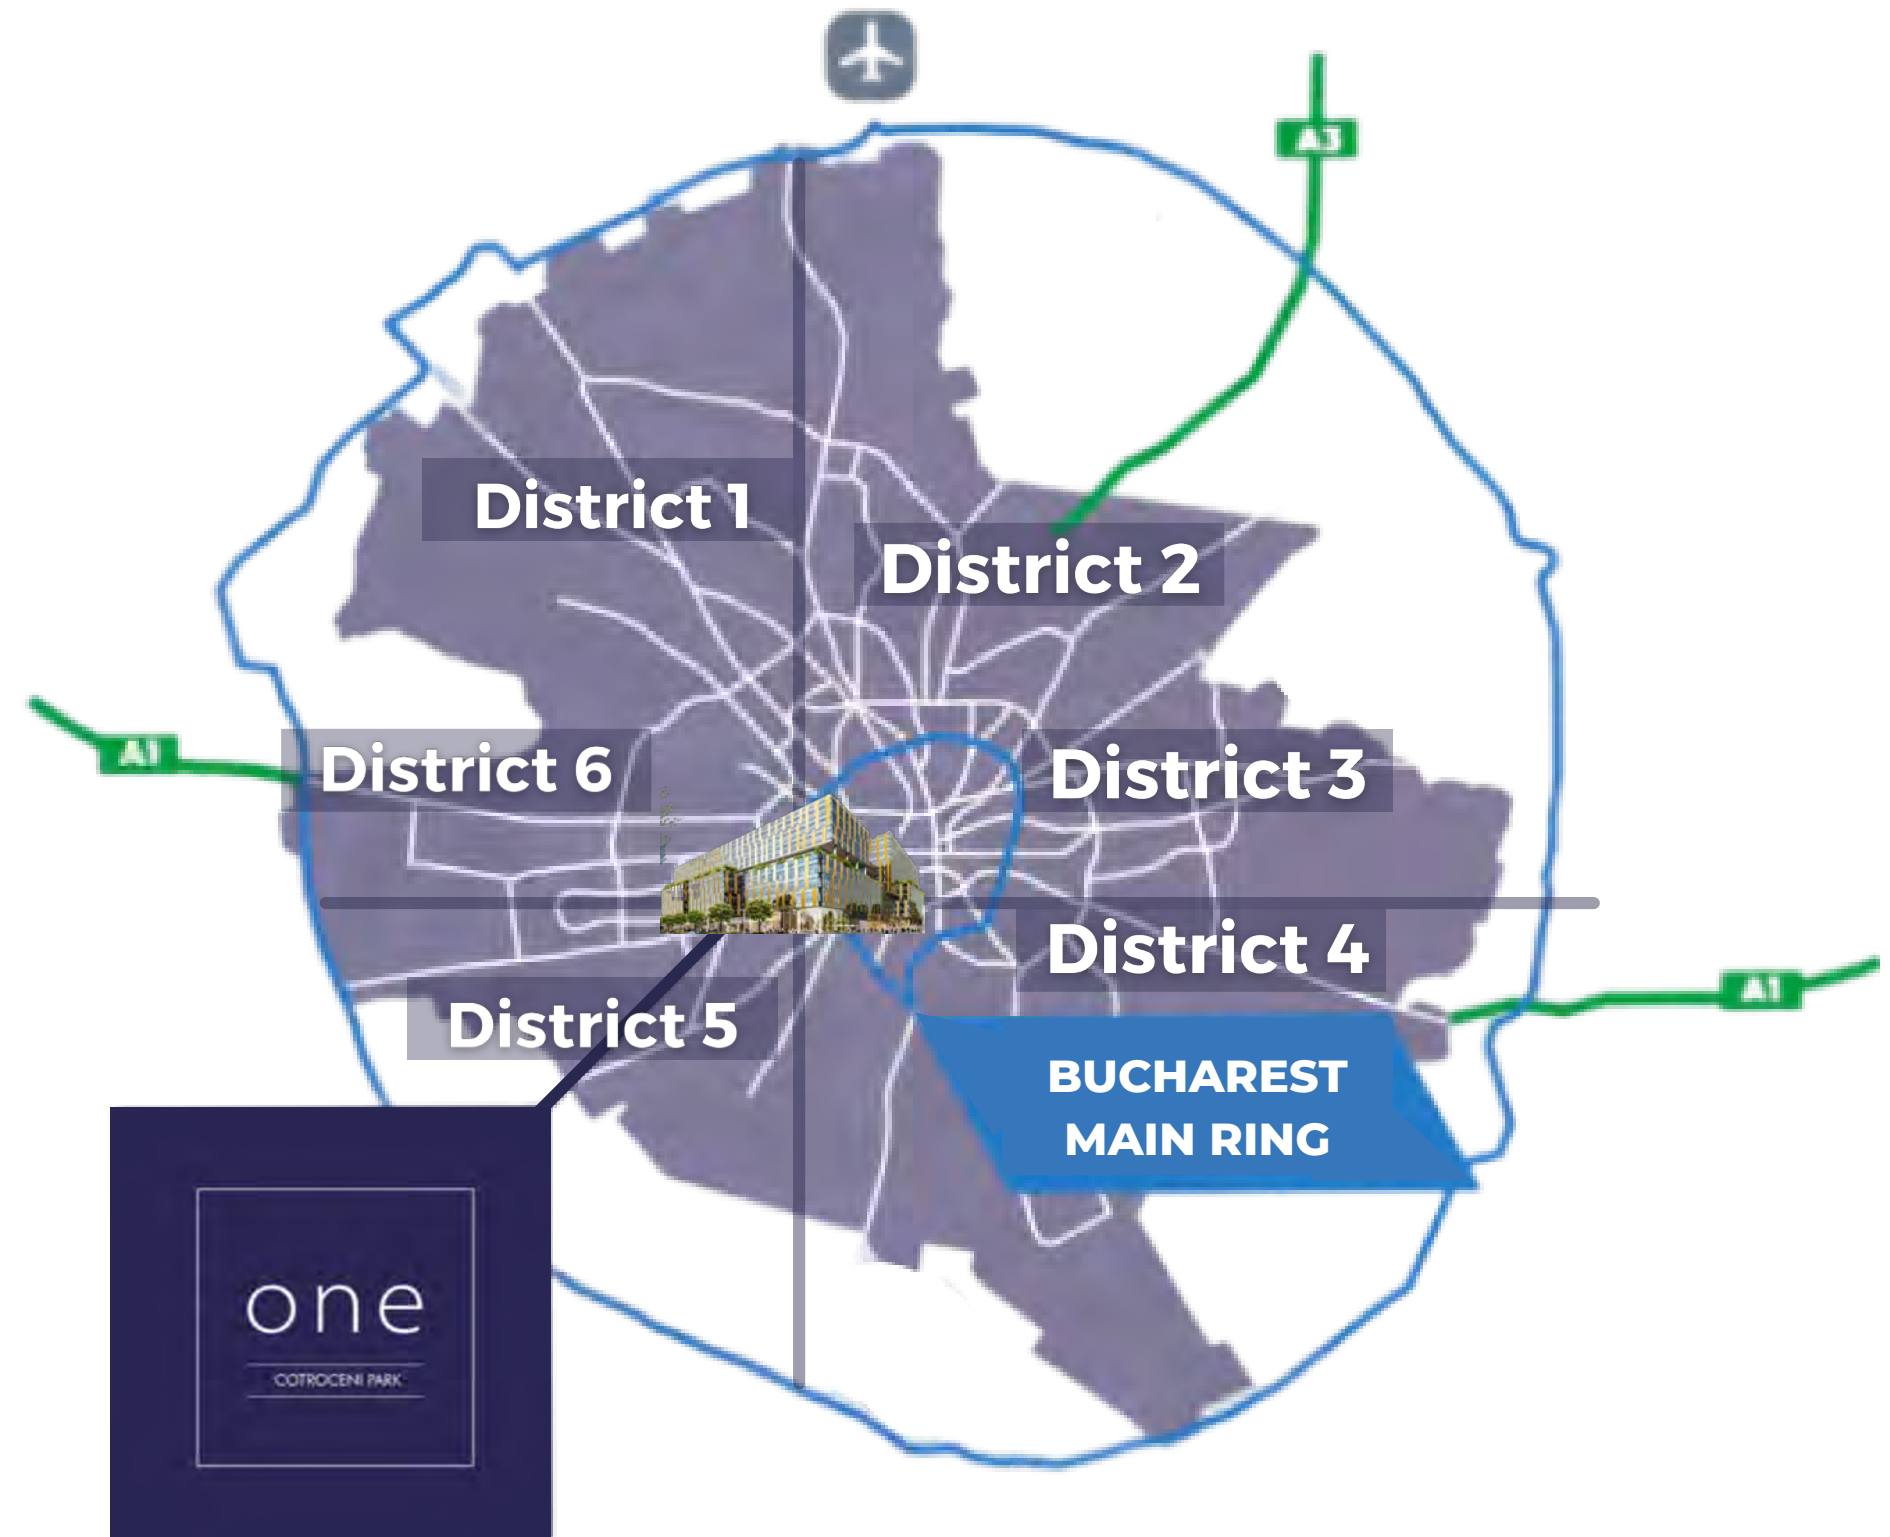 A3
District 1
District 2
A1
District 6
District 3
District 4
A1
District 5
BUCHAREST
MAIN RING
one
COTROCENI PARK